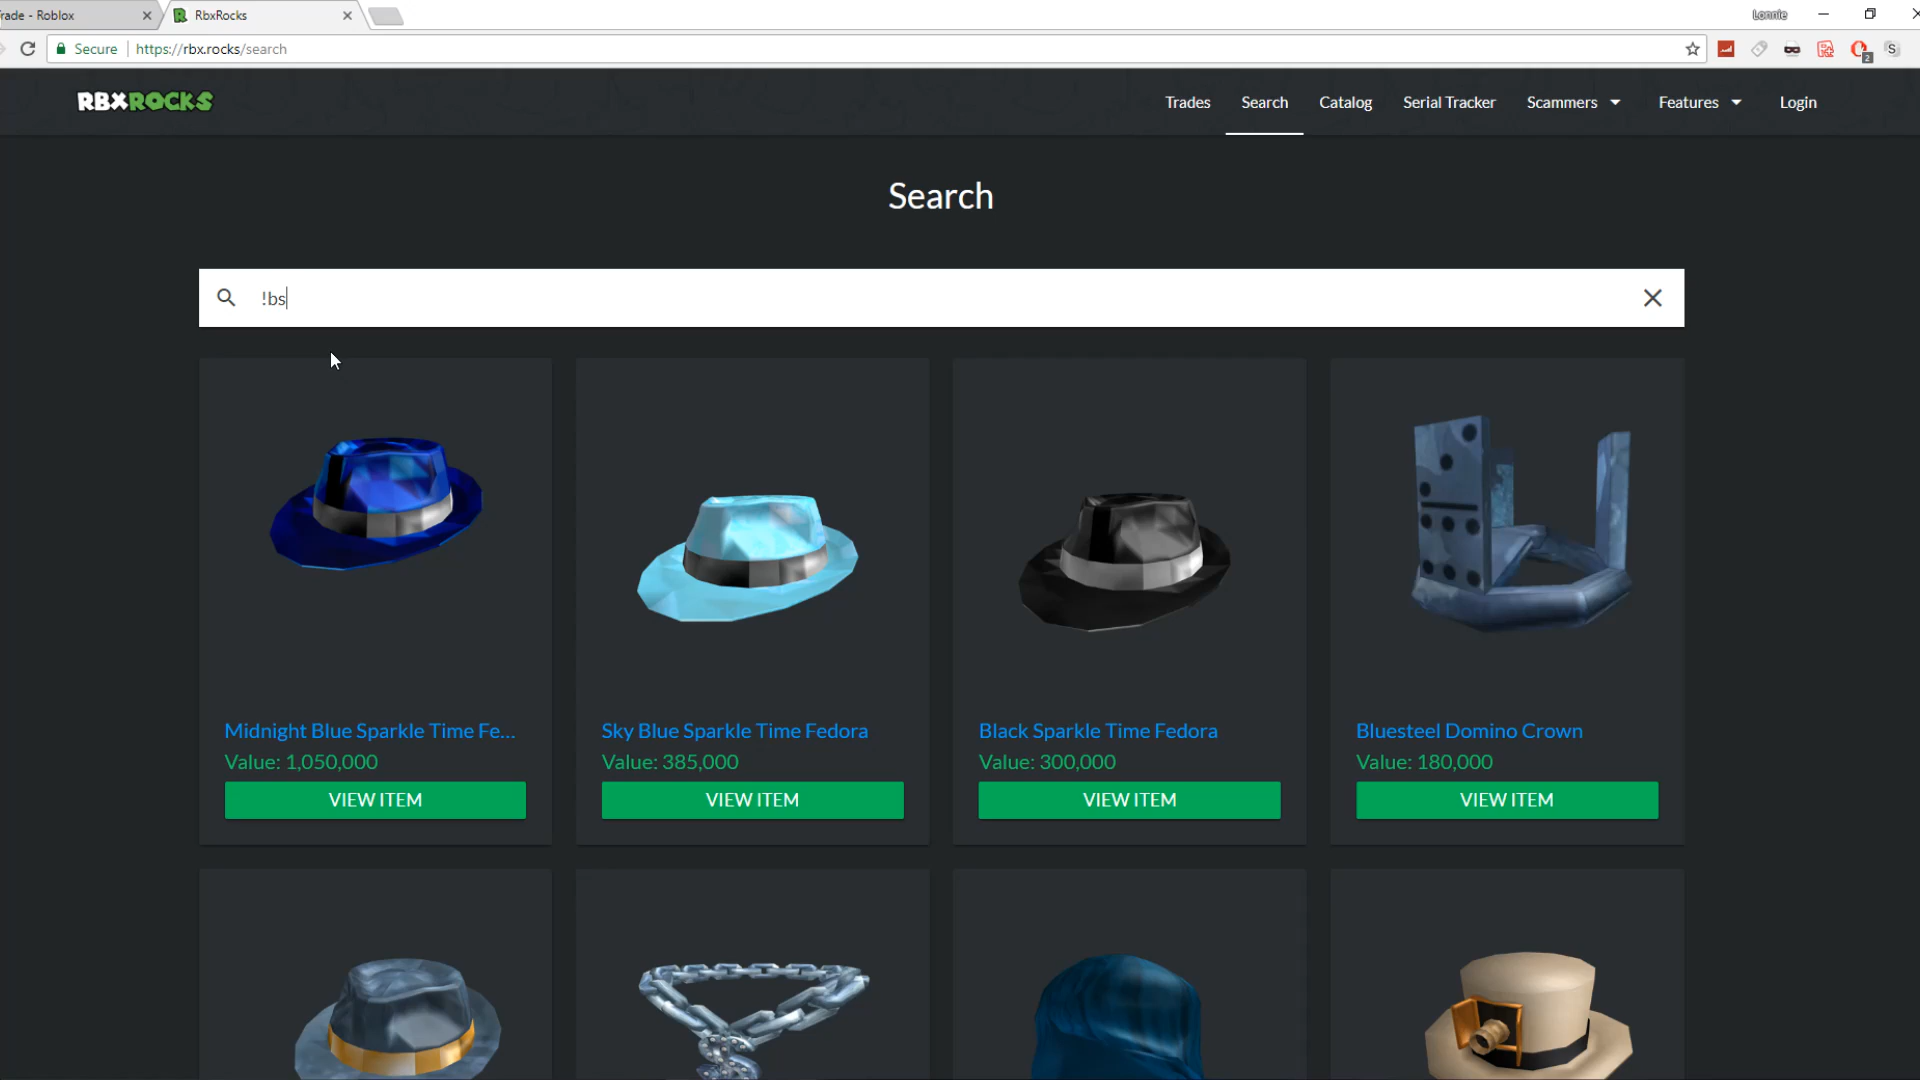 rade - Roblox
RbxRocks
Lonnie
Secure
https://rbx.rocks/search
2
S
RBXROCKS
Trades
Search
Catalog
Serial Tracker
Scammers
Features
Login
Search
!bs
Midnight Blue Sparkle Time Fe...
Value: 1,050,000
VIEW ITEM
Sky Blue Sparkle Time Fedora
Value: 385,000
VIEW ITEM
Black Sparkle Time Fedora
Value: 300,000
VIEW ITEM
Bluesteel Domino Crown
Value: 180,000
VIEW ITEM